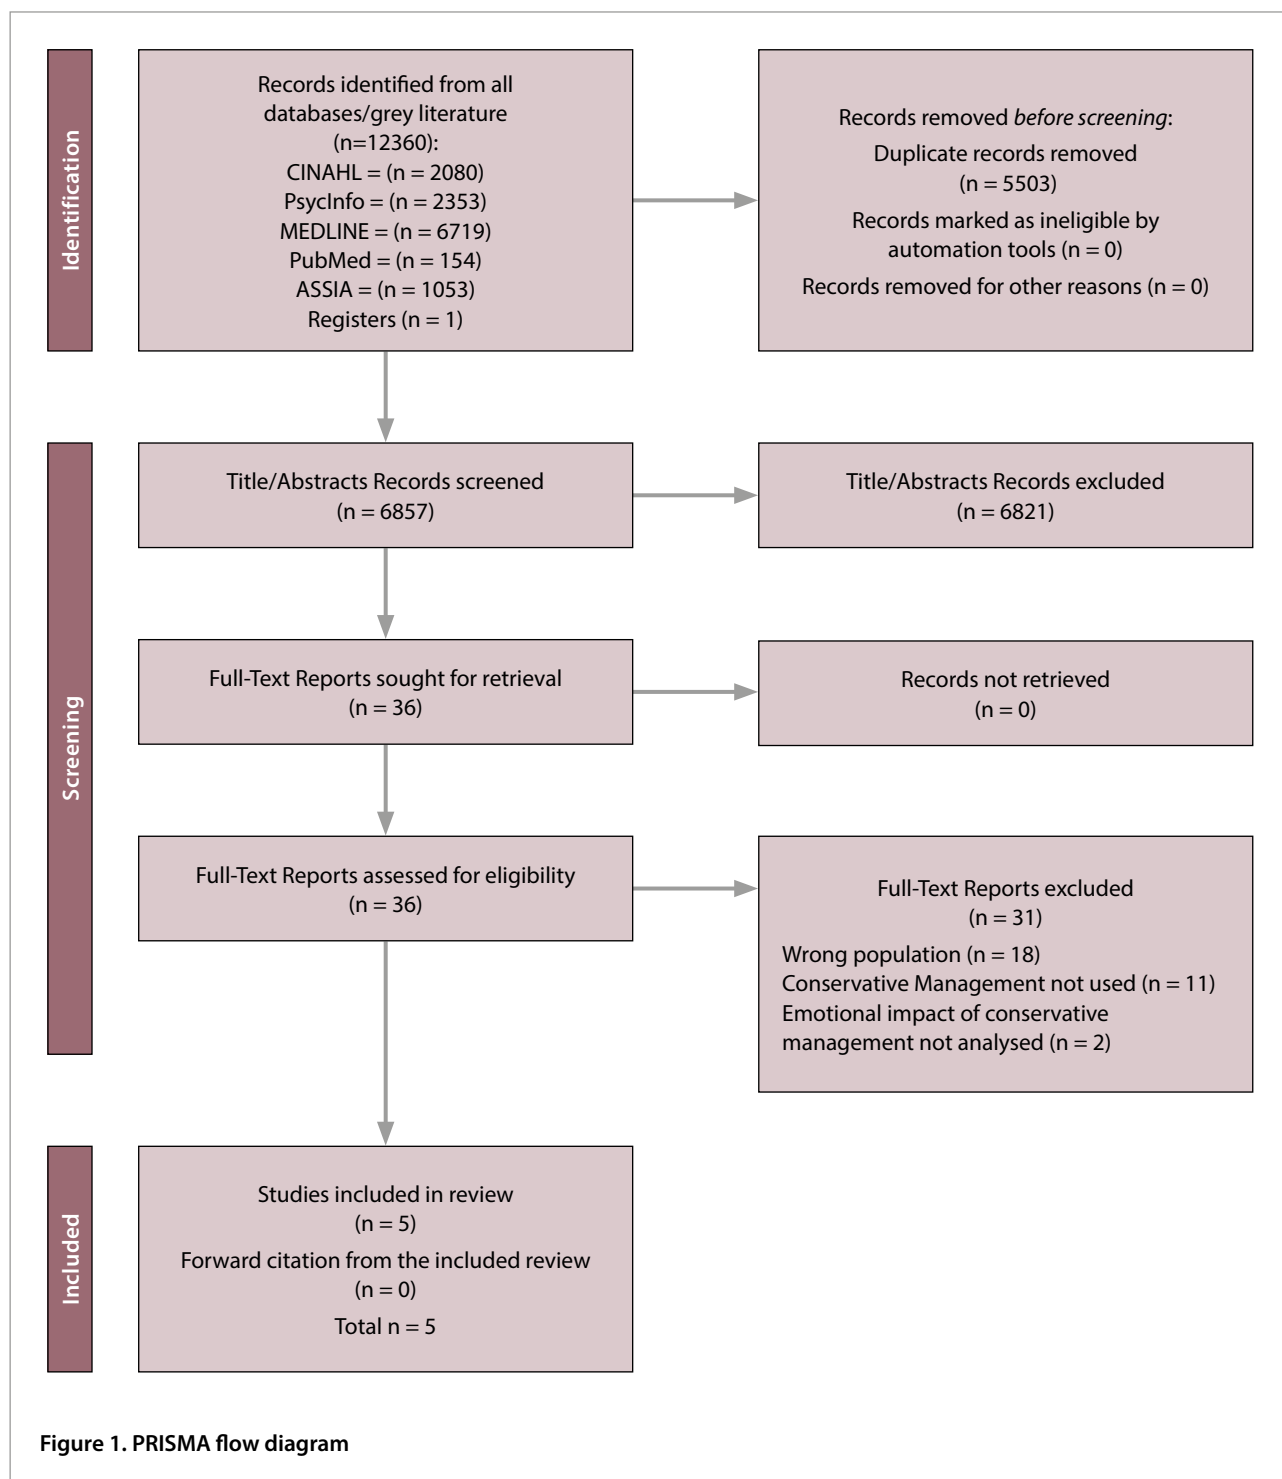 Identification
Records identified from all
databases/grey literature
(n=12360):
CINAHL = (n = 2080)
PsycInfo = (n = 2353)
MEDLINE = (n = 6719)
PubMed = (n = 154)
ASSIA = (n = 1053)
Registers (n = 1)
Records removed before screening:
Duplicate records removed
(n = 5503)
Records marked as ineligible by
automation tools (n = 0)
Records removed for other reasons (n = 0)
Screening
Title/Abstracts Records screened
(n = 6857)
Title/Abstracts Records excluded
(n = 6821)
Full-Text Reports sought for retrieval
(n = 36)
Records not retrieved
(n = 0)
Full-Text Reports assessed for eligibility
(n = 36)
Full-Text Reports excluded
(n = 31)
Wrong population (n = 18)
Conservative Management not used (n = 11)
Emotional impact of conservative
management not analysed (n = 2)
Included
Studies included in review
(n = 5)
Forward citation from the included review
(n = 0)
Total n = 5
Figure 1. PRISMA flow diagram